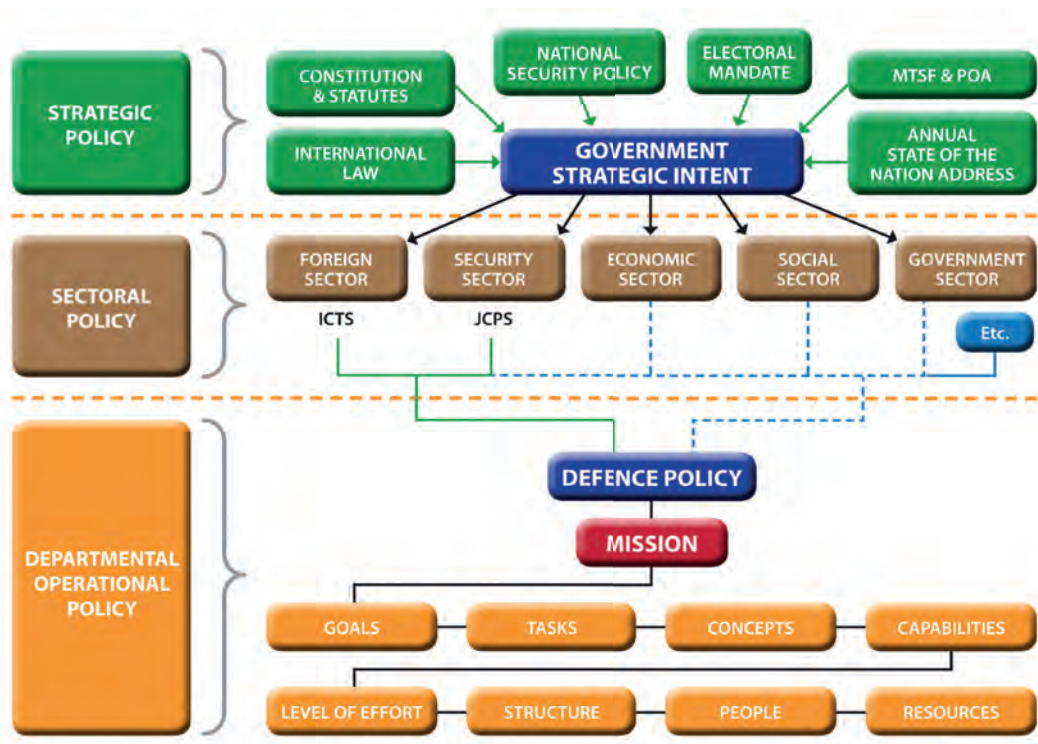 STRATEGIC
POLICY
CONSTITUTION
& STATUTES
NATIONAL
SECURITY POLICY
ELECTORAL
MANDATE
MTSF & POA
INTERNATIONAL
LAW
GOVERNMENT
STRATEGIC INTENT
ANNUAL
STATE OF THE
NATION ADDRESS
SECTORAL
POLICY
FOREIGN
SECTOR
SECURITY
SECTOR
ECONOMIC
SECTOR
SOCIAL
SECTOR
GOVERNMENT
SECTOR
ICTS
JCPS
Etc.
DEPARTMENTAL
OPERATIONAL
POLICY
DEFENCE POLICY
MISSION
GOALS
TASKS
CONCEPTS
CAPABILITIES
LEVEL OF EFFORT
STRUCTURE
PEOPLE
RESOURCES